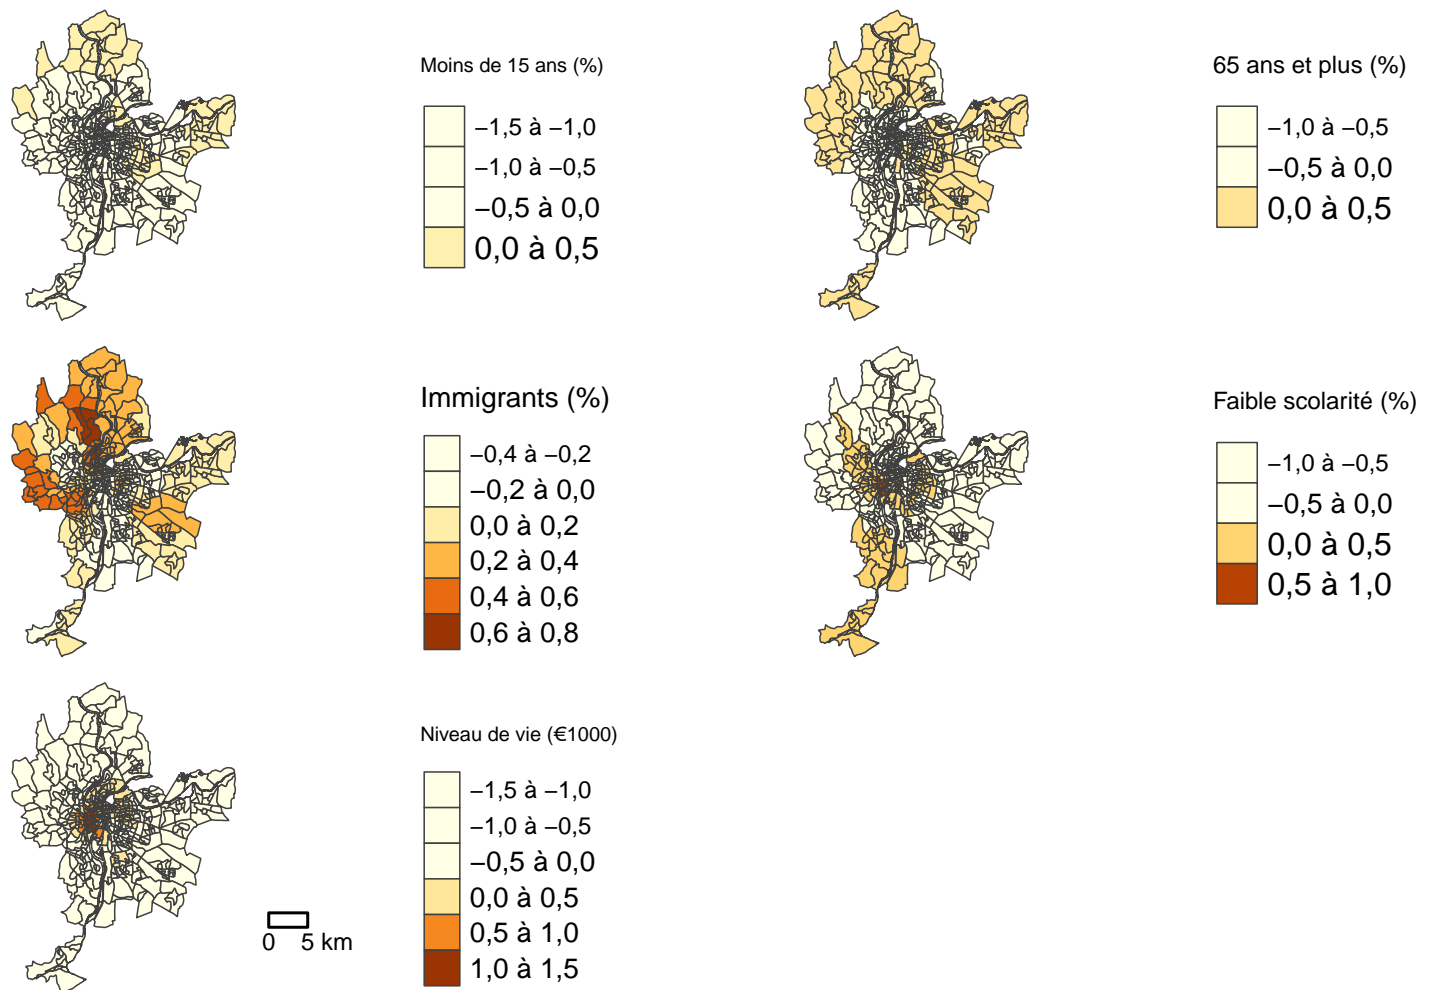 Moins de 15 ans (%)
−1,5 à −1,0
−1,0 à −0,5
−0,5 à 0,0
0,0 à 0,5
65 ans et plus (%)
−1,0 à −0,5
−0,5 à 0,0
0,0 à 0,5
Immigrants (%)
−0,4 à −0,2
−0,2 à 0,0
0,0 à 0,2
0,2 à 0,4
0,4 à 0,6
0,6 à 0,8
Faible scolarité (%)
−1,0 à −0,5
−0,5 à 0,0
0,0 à 0,5
0,5 à 1,0
Niveau de vie (€1000)
−1,5 à −1,0
−1,0 à −0,5
−0,5 à 0,0
0,0 à 0,5
0,5 à 1,0
1,0 à 1,5
0 5 km